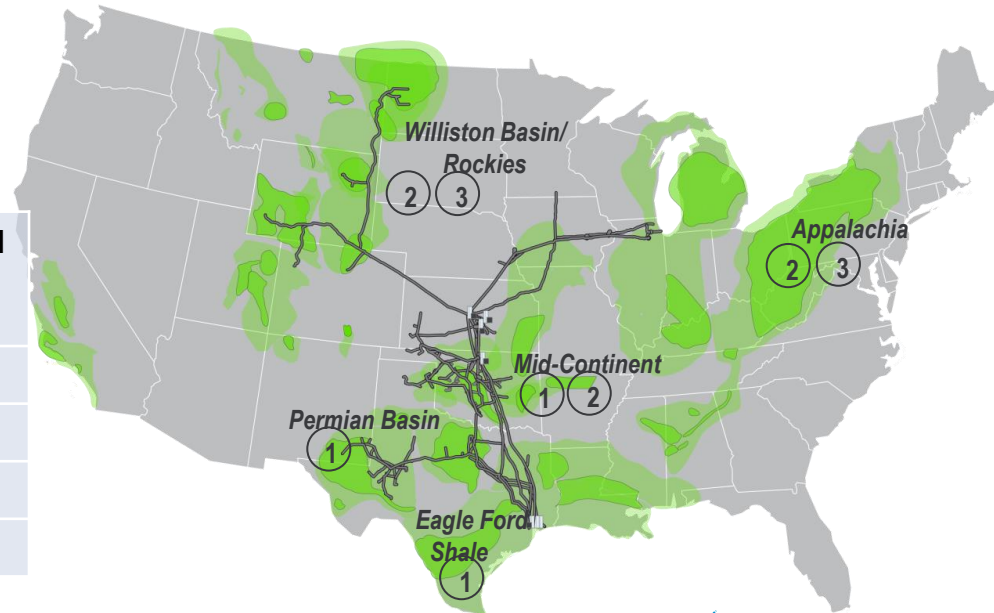 Williston Basin/
Rockies
2 3
Appalachia
2 3
Mid-Continent
1 2
Permian Basin
1
Eagle Ford
Shale
1